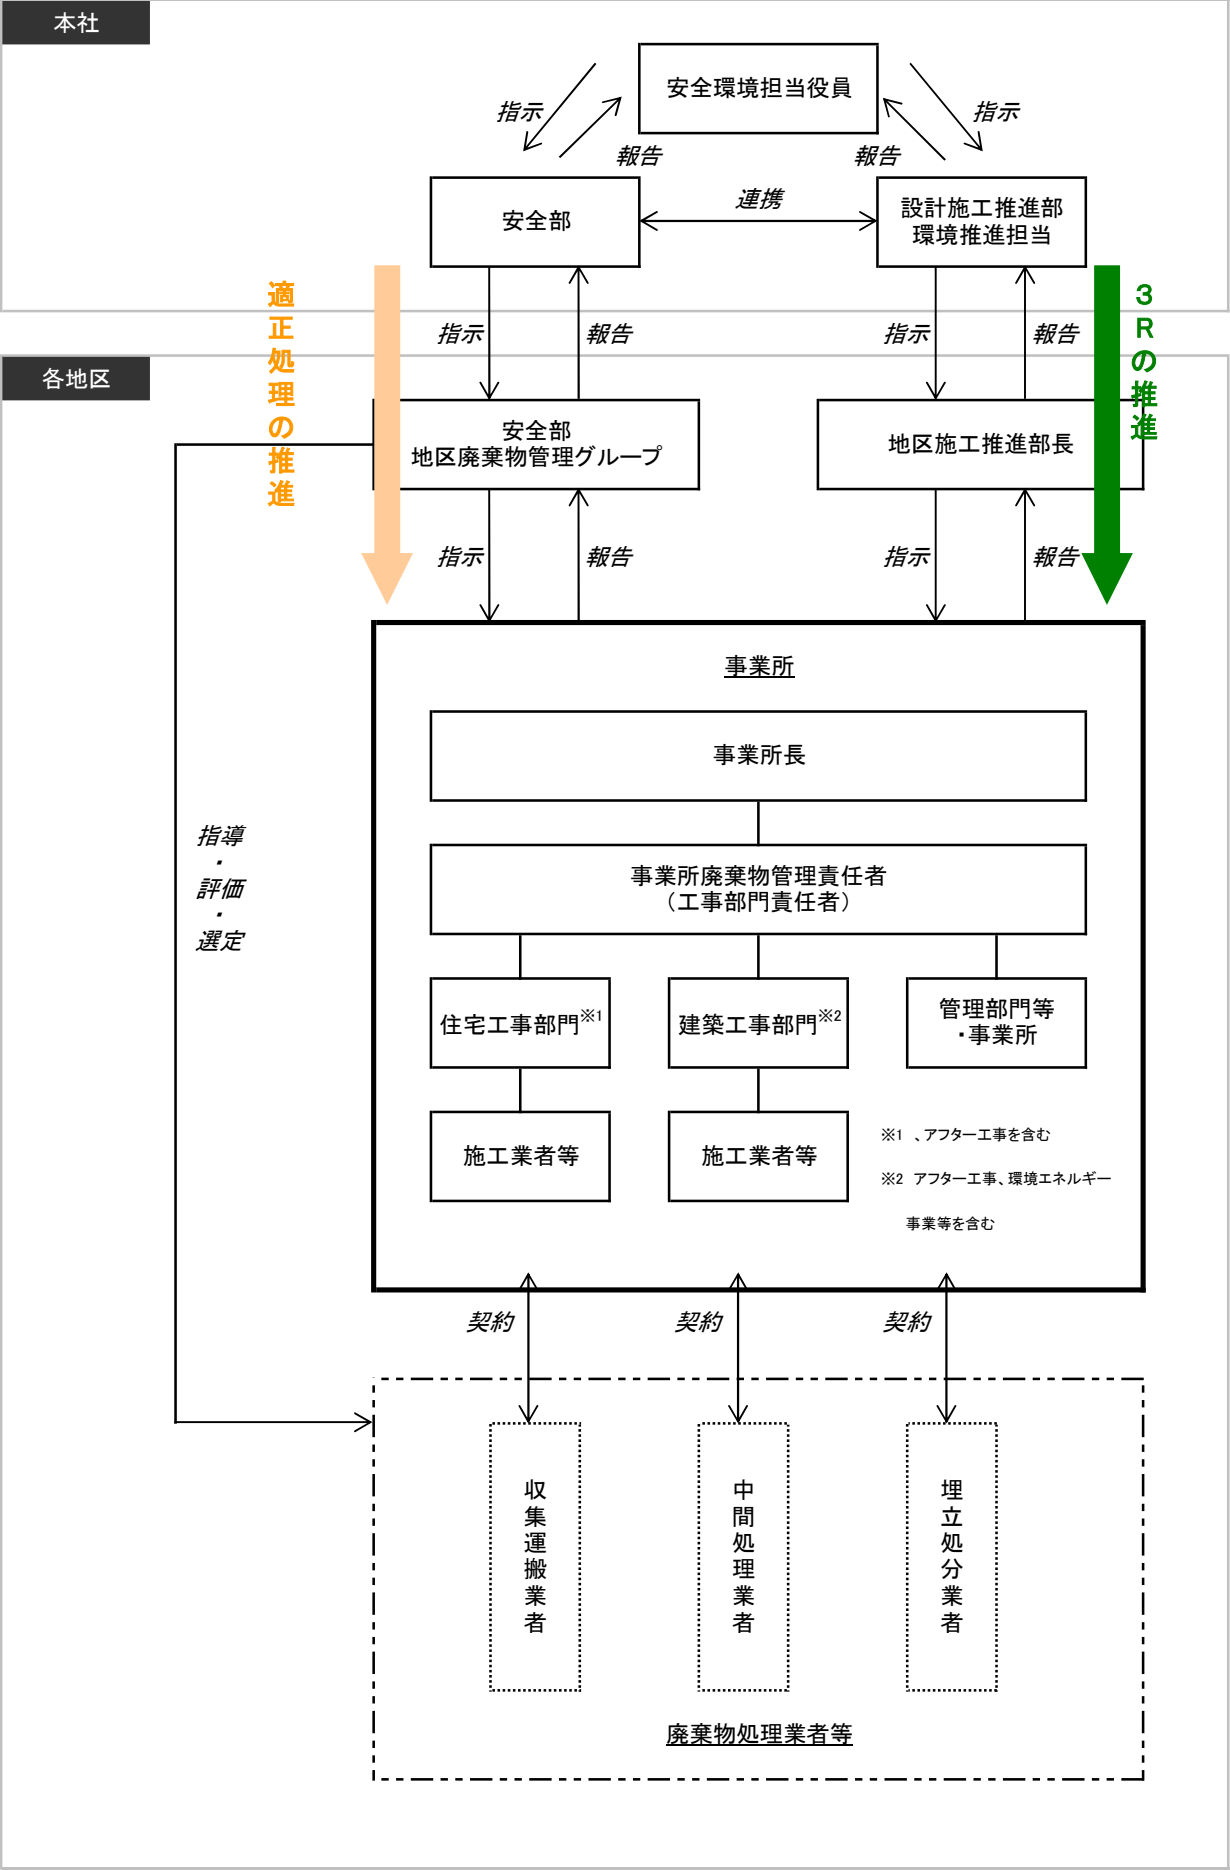 本社
安全環境担当役員
指示
指示
報告
報告
安全部
連携
設計施工推進部
環境推進担当
適正処理の推進
３Ｒの推進
指示
報告
指示
報告
各地区
安全部
地区廃棄物管理グループ
地区施工推進部長
指示
報告
指示
報告
事業所
事業所長
指導
・
評価
・
選定
事業所廃棄物管理責任者
（工事部門責任者）
住宅工事部門※1
建築工事部門※2
管理部門等
・事業所
施工業者等
施工業者等
※1　、アフター工事を含む
※2　アフター工事、環境エネルギー
事業等を含む
契約
契約
契約
収集運搬業者
中間処理業者
埋立処分業者
廃棄物処理業者等